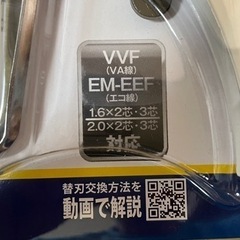 VVF
(VA線)
EM-EEF
(エコ線)
1.6×2芯・3芯
2.0×2芯・3芯
対応
替刃交換方法を
動画で解説